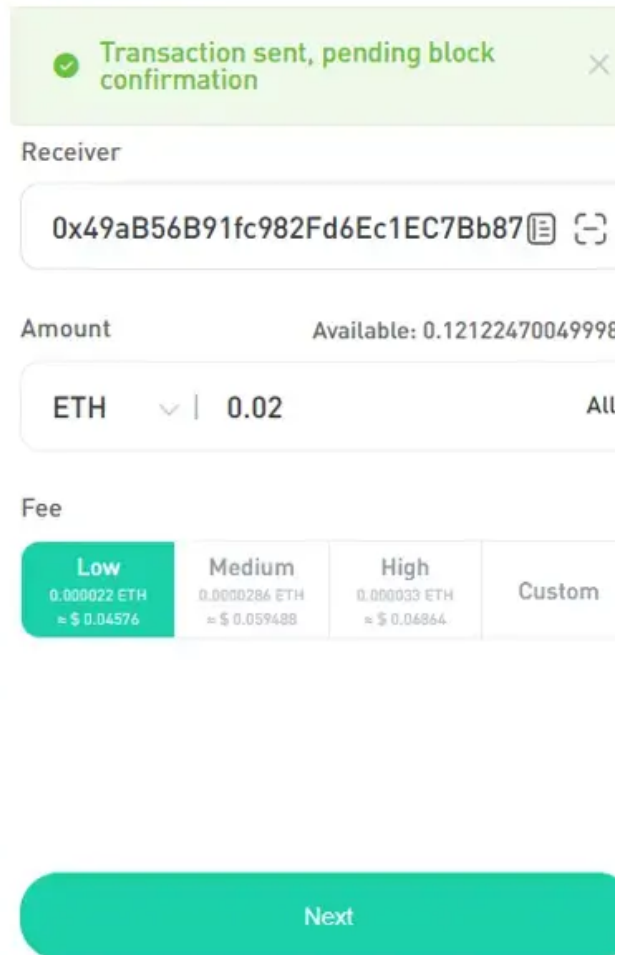 Transaction sent, pending block
confirmation
Receiver
0x49aB56B91fc982Fd6Ec1EC7Bb87
Amount
Available: 0.12122470049998
ETH
0.02
All
Fee
Low
0.000022 ETH
≈ $ 0.04576
Medium
0.0000286 ETH
≈ $ 0.059488
High
0.000033 ETH
≈ $ 0.06864
Custom
Next